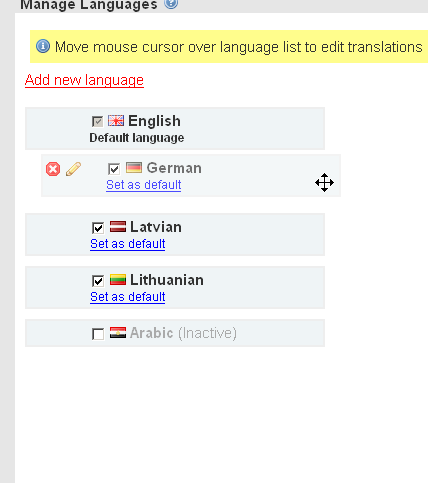 Manage Languages
Move mouse cursor over language list to edit translations
Add new language
English
Default language
German
Set as default
Latvian
Set as default
Lithuanian
Set as default
Arabic (Inactive)